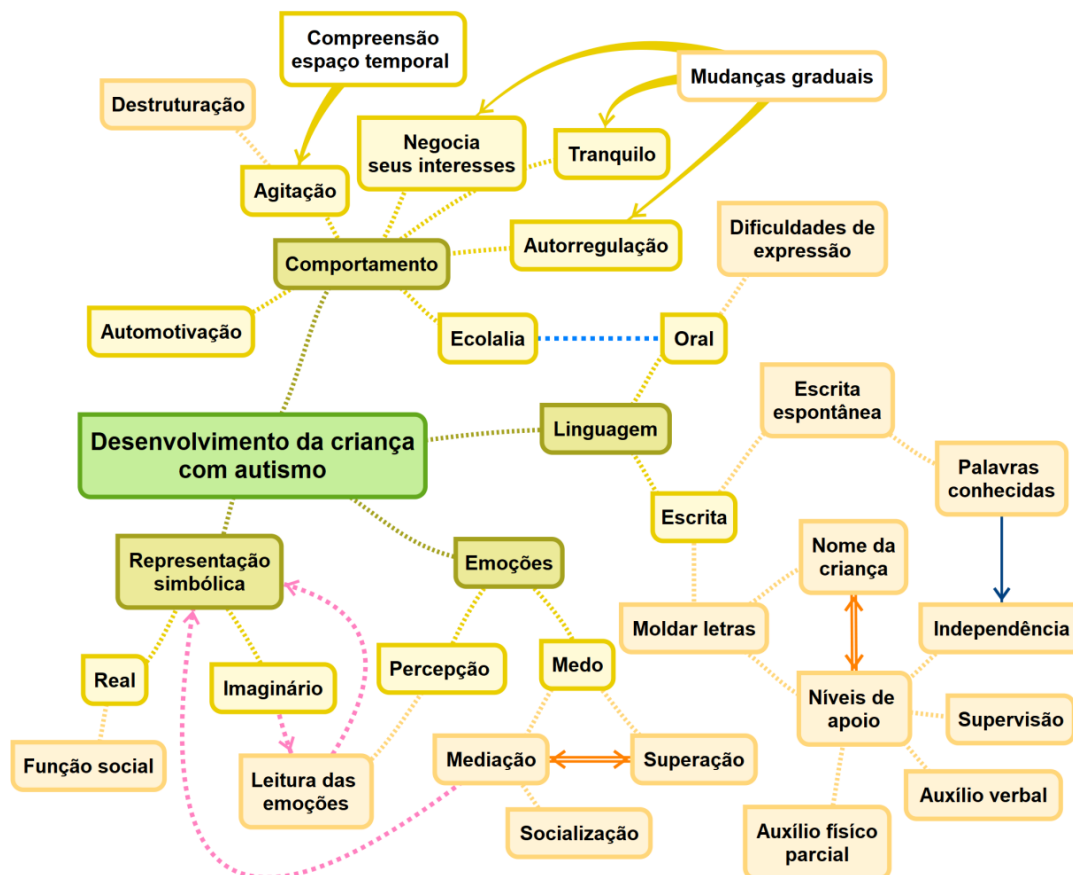 Compreensão
espaço temporal
Mudanças graduais
Destruturação
Negocia
seus interesses
Tranquilo
Agitação
Dificuldades de
expressão
Autorregulação
Comportamento
Automotivação
Ecolalia
Oral
Escrita
espontânea
Linguagem
Desenvolvimento da criança
com autismo
Palavras
conhecidas
Escrita
Nome da
criança
Representação
simbólica
Emoções
Moldar letras
Independência
Real
Imaginário
Percepção
Medo
Níveis de
apoio
Supervisão
Função social
Leitura das
emoções
Mediação
Superação
Auxílio verbal
Socialização
Auxílio físíco
parcial